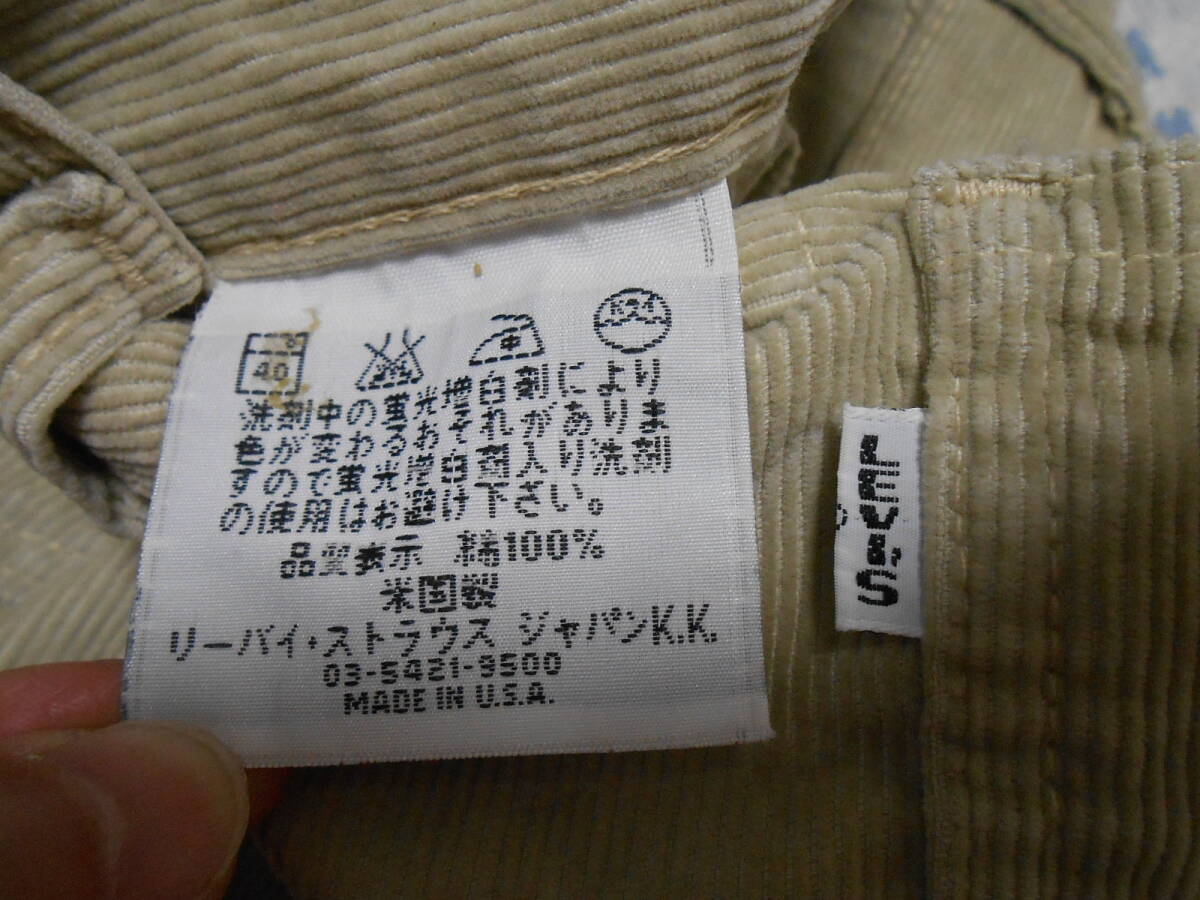 40
洗剤中の蛍光増白剤により
色が変わるおそれがありま
すので蛍光増白剤入り洗剤
の使用はお避け下さい。
品質表示 綿100%
米国製
リーバイ・ストラウス ジャパンK.K.
03-5421-9500
MADE IN U.S.A.
LEVI'S